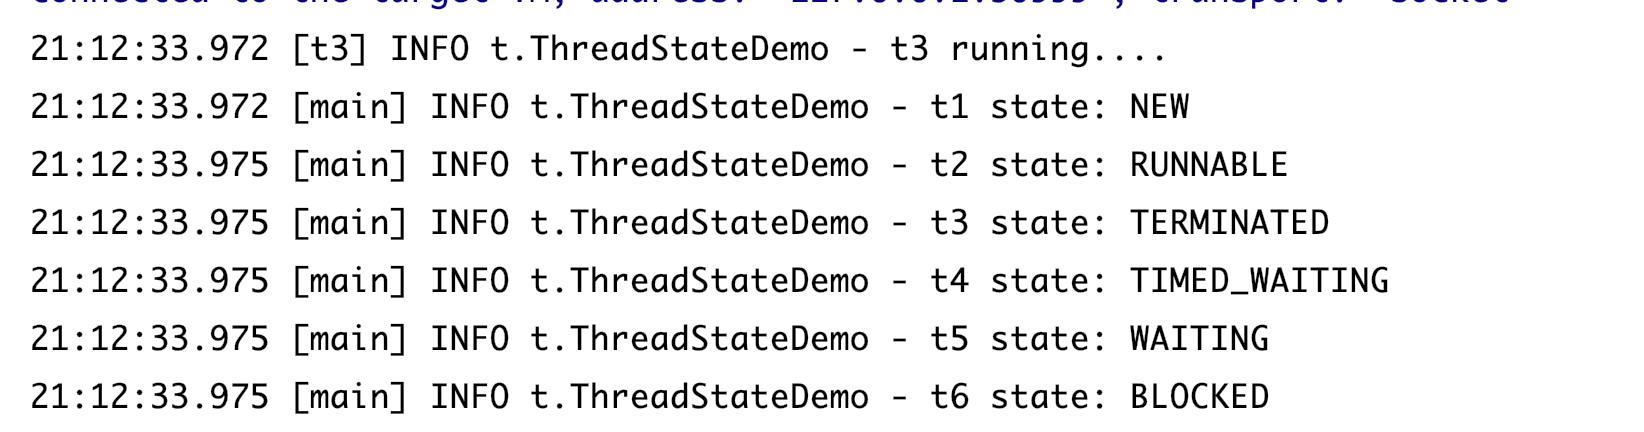 21:12:33.972 [t3] INFO t.ThreadStateDemo - t3 running....
21:12:33.972 [main] INFO t.ThreadStateDemo - t1 state: NEW
21:12:33.975 [main] INFO t.ThreadStateDemo - t2 state: RUNNABLE
21:12:33.975 [main] INFO t.ThreadStateDemo - t3 state: TERMINATED
21:12:33.975 [main] INFO t.ThreadStateDemo - t4 state: TIMED_WAITING
21:12:33.975 [main] INFO t.ThreadStateDemo - t5 state: WAITING
21:12:33.975 [main] INFO t.ThreadStateDemo - t6 state: BLOCKED